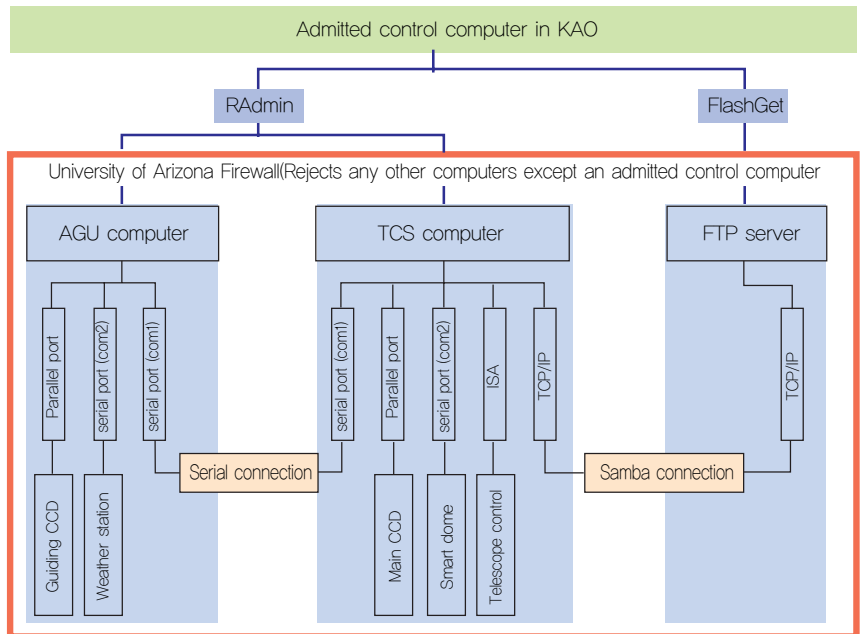 Admitted control computer in KAO
RAdmin
FlashGet
University of Arizona Firewall(Rejects any other computers except an admitted control computer
AGU computer
TCS computer
FTP server
Parallel port
serial port (com2)
serial port (com1)
serial port (com1)
Parallel port
serial port (com2)
ISA
TCP/IP
TCP/IP
Serial connection
Samba connection
Guiding CCD
Weather station
Main CCD
Smart dome
Telescope control